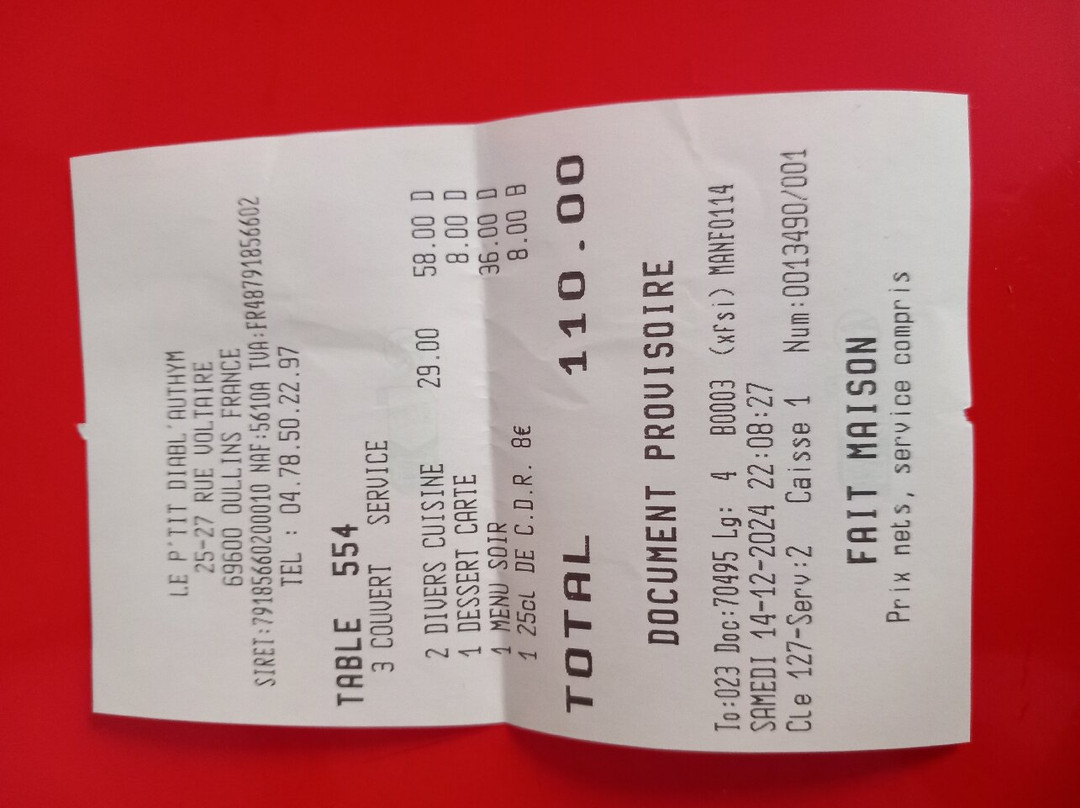 LE P'TIT DIABL'AUTHYM
25-27 RUE VOLTAIRE
69600 OULLINS FRANCE
SIRET:79185660200010 NAF:5610A TVA:FR48791856602
TEL : 04.78.50.22.97
TABLE 554
3 COUVERT SERVICE
2 DIVERS CUISINE 29.00 58.00 D
1 DESSERT CARTE 8.00 D
1 MENU SOIR 36.00 D
1 25cL DE C.D.R. 8€ 8.00 B
TOTAL 110.00
DOCUMENT PROVISOIRE
To:023 Doc:70495 Lg: 4 B0003 (xFsi) MANF0114
SAMEDI 14-12-2024 22:08:27
Cle 127-Serv:2 Caisse 1 Num:0013490/001
FAIT MAISON
Prix nets, service compris